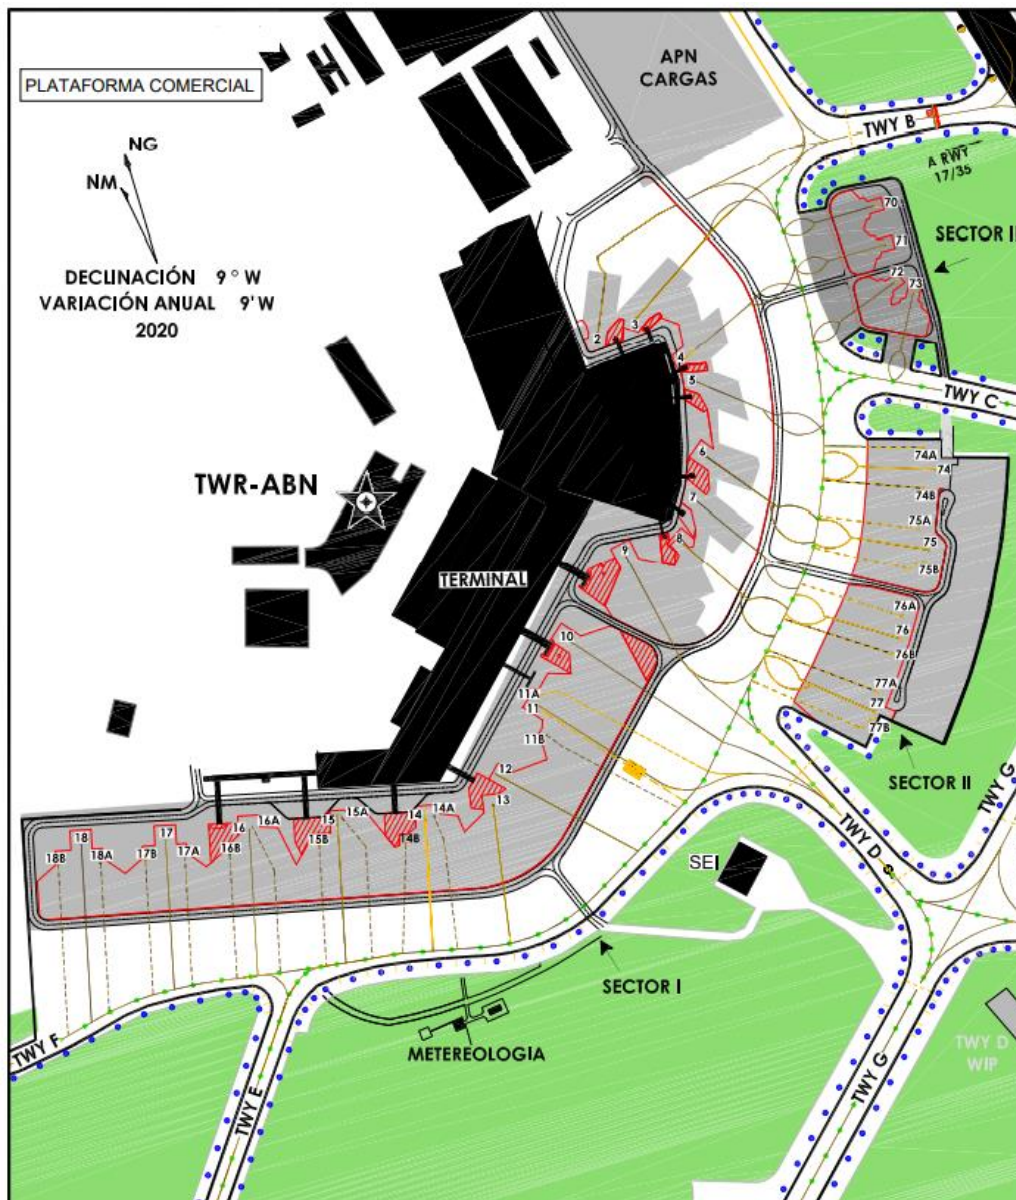 PLATAFORMA COMERCIAL
APN
CARGAS
TWY B
A RWY
17/35
NG
NM
DECLINACIÓN 9° W
VARIACIÓN ANUAL 9' W
2020
70
71
72
73
SECTOR II
2
3
4
5
6
7
8
9
TWY C
TWR-ABN
TERMINAL
74A
74
74B
75A
75
75B
76A
76
76B
77A
77
77B
SECTOR II
10
11A
11
11B
12
13
14A
14
14B
15A
15
15B
16A
16
16B
17
17A
17B
18
18A
18B
TWY G
TWY D
SEI
SECTOR I
METEREOLOGIA
TWY F
TWY E
TWY G
TWY D
WIP